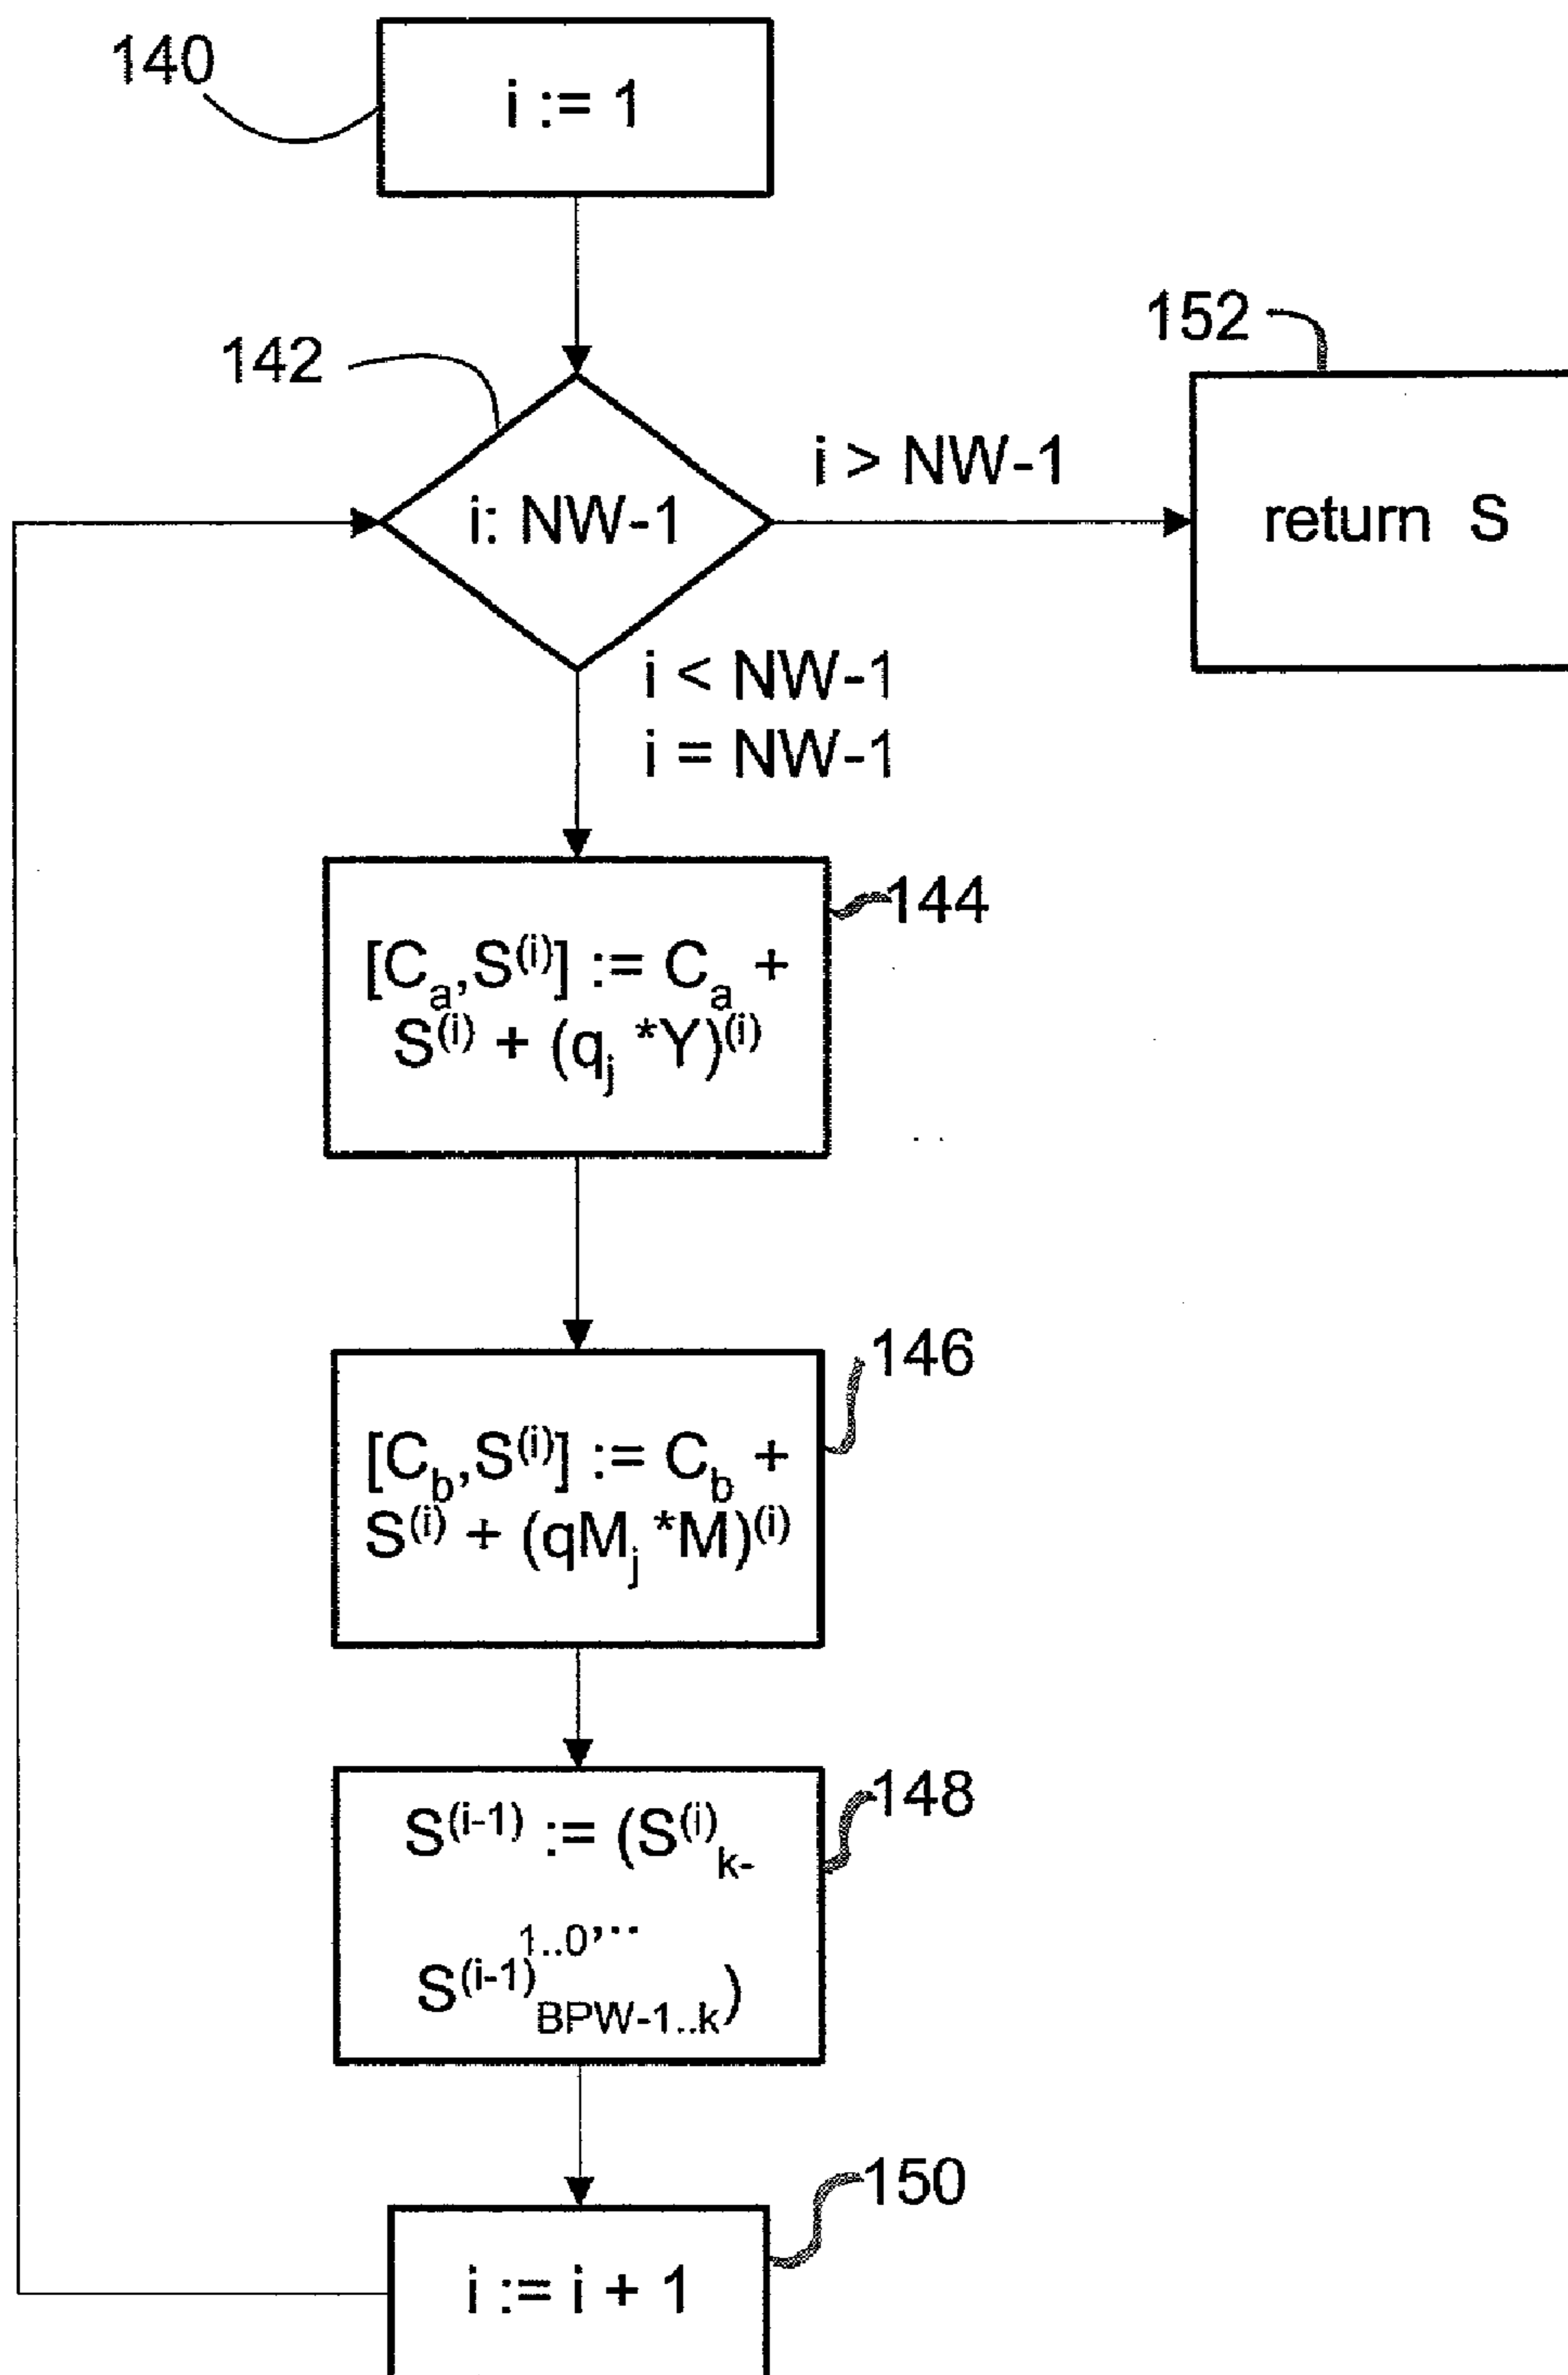 140
i := 1
142
i: NW-1
i > NW-1
152
return S
i < NW-1
i = NW-1
144
[C_a,S^(i)] := C_a +
S^(i) + (q_j *Y)^(i)
146
[C_b,S^(i)] := C_b +
S^(i) + (qM_j *M)^(i)
148
S^(i-1) := (S^(i)_k-
1..0,...
S^(i-1)_BPW-1..k)
150
i := i + 1